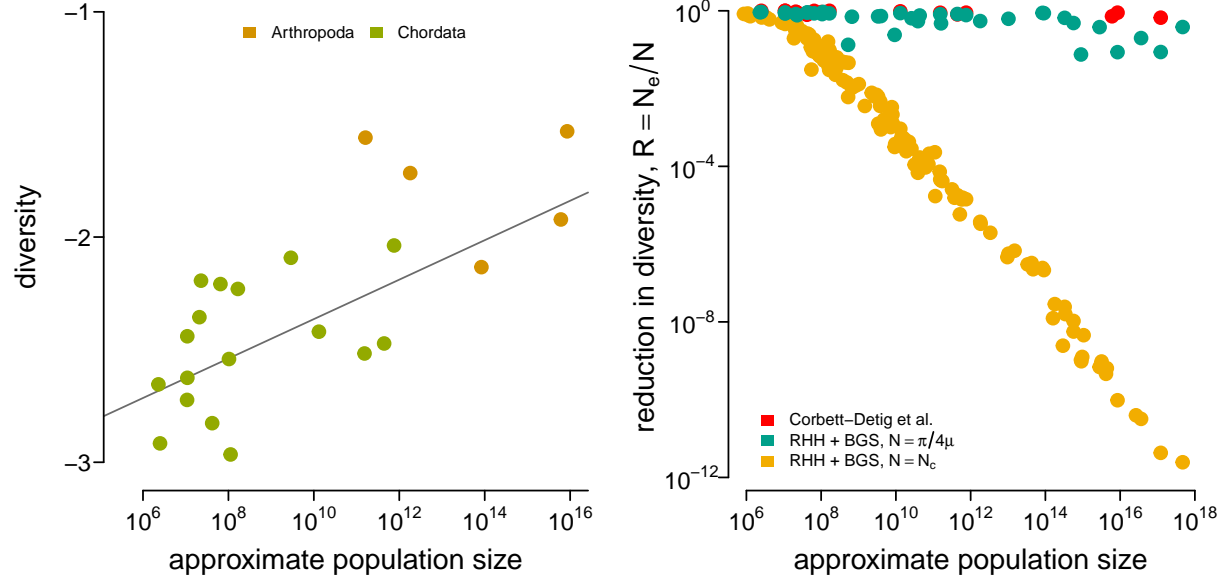 Arthropoda Chordata
−1
−2
−3
diversity
10^6 10^8 10^10 10^12 10^14 10^16
approximate population size
10^0
10^−4
10^−8
10^−12
reduction in diversity, R = N_e/N
Corbett−Detig et al.
RHH + BGS, N = π/4μ
RHH + BGS, N = N_c
10^6 10^8 10^10 10^12 10^14 10^16 10^18
approximate population size